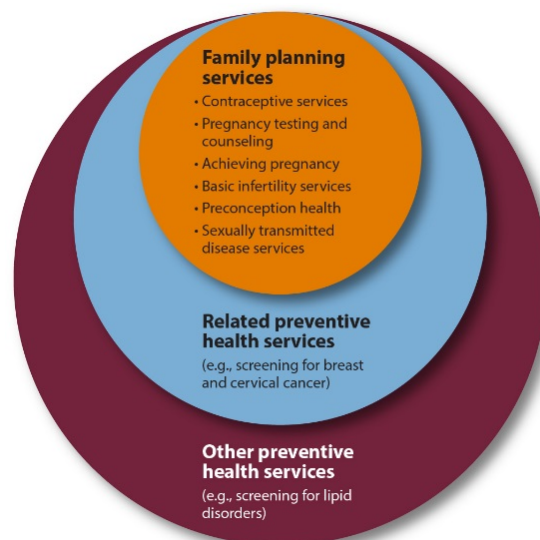 Family planning
services
• Contraceptive services
• Pregnancy testing and
counseling
• Achieving pregnancy
• Basic infertility services
• Preconception health
• Sexually transmitted
disease services
Related preventive
health services
(e.g., screening for breast
and cervical cancer)
Other preventive
health services
(e.g., screening for lipid
disorders)